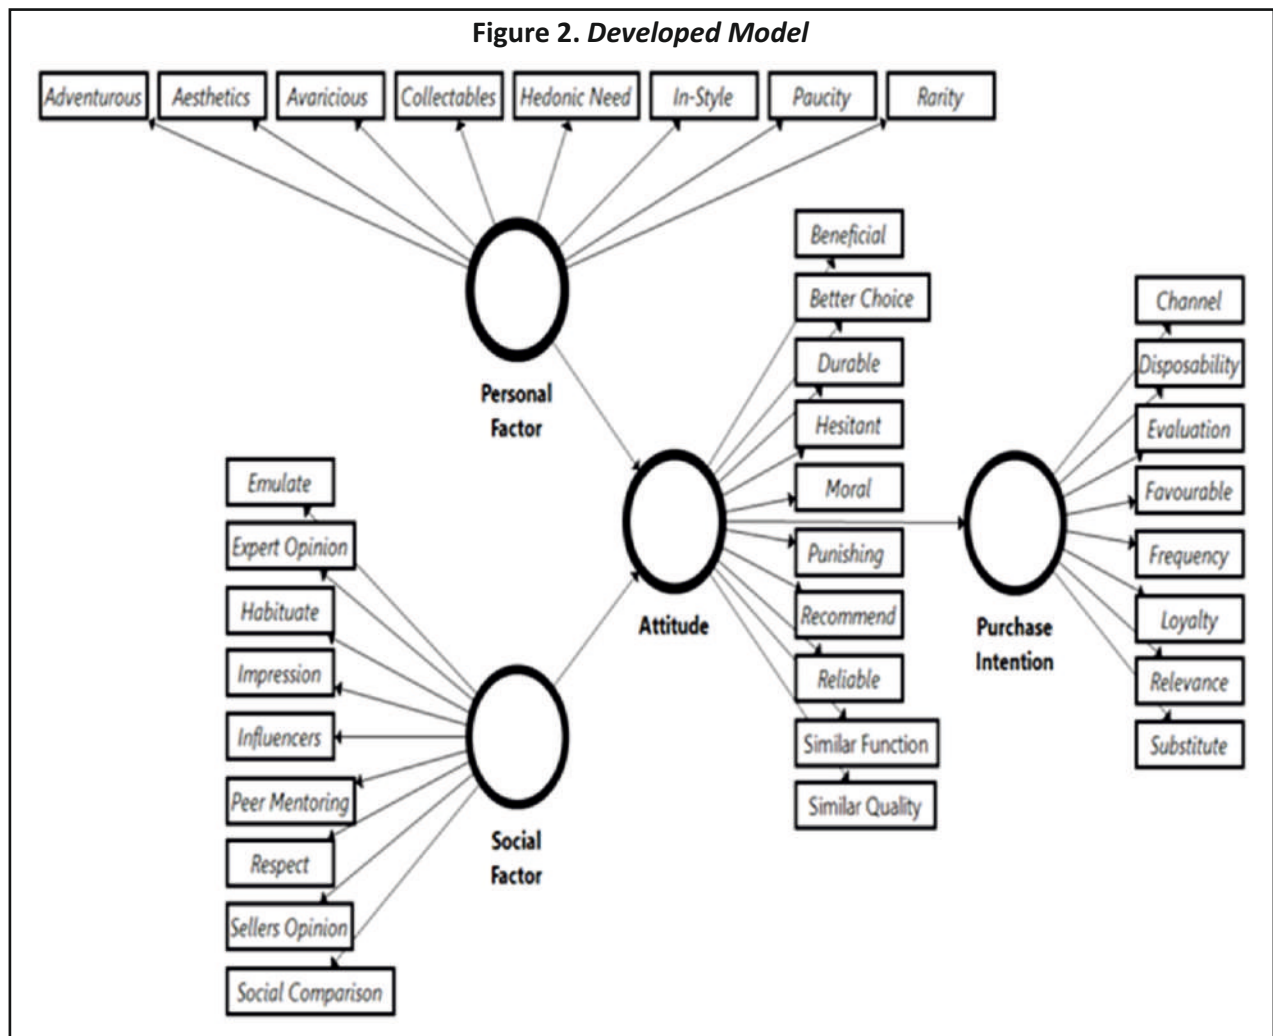 Figure 2. Developed Model
Adventurous
Aesthetics
Avaricious
Collectables
Hedonic Need
In-Style
Paucity
Rarity
Personal
Factor
Emulate
Expert Opinion
Habituate
Impression
Influencers
Peer Mentoring
Respect
Sellers Opinion
Social Comparison
Social
Factor
Attitude
Beneficial
Better Choice
Durable
Hesitant
Moral
Punishing
Recommend
Reliable
Similar Function
Similar Quality
Purchase
Intention
Channel
Disposability
Evaluation
Favourable
Frequency
Loyalty
Relevance
Substitute